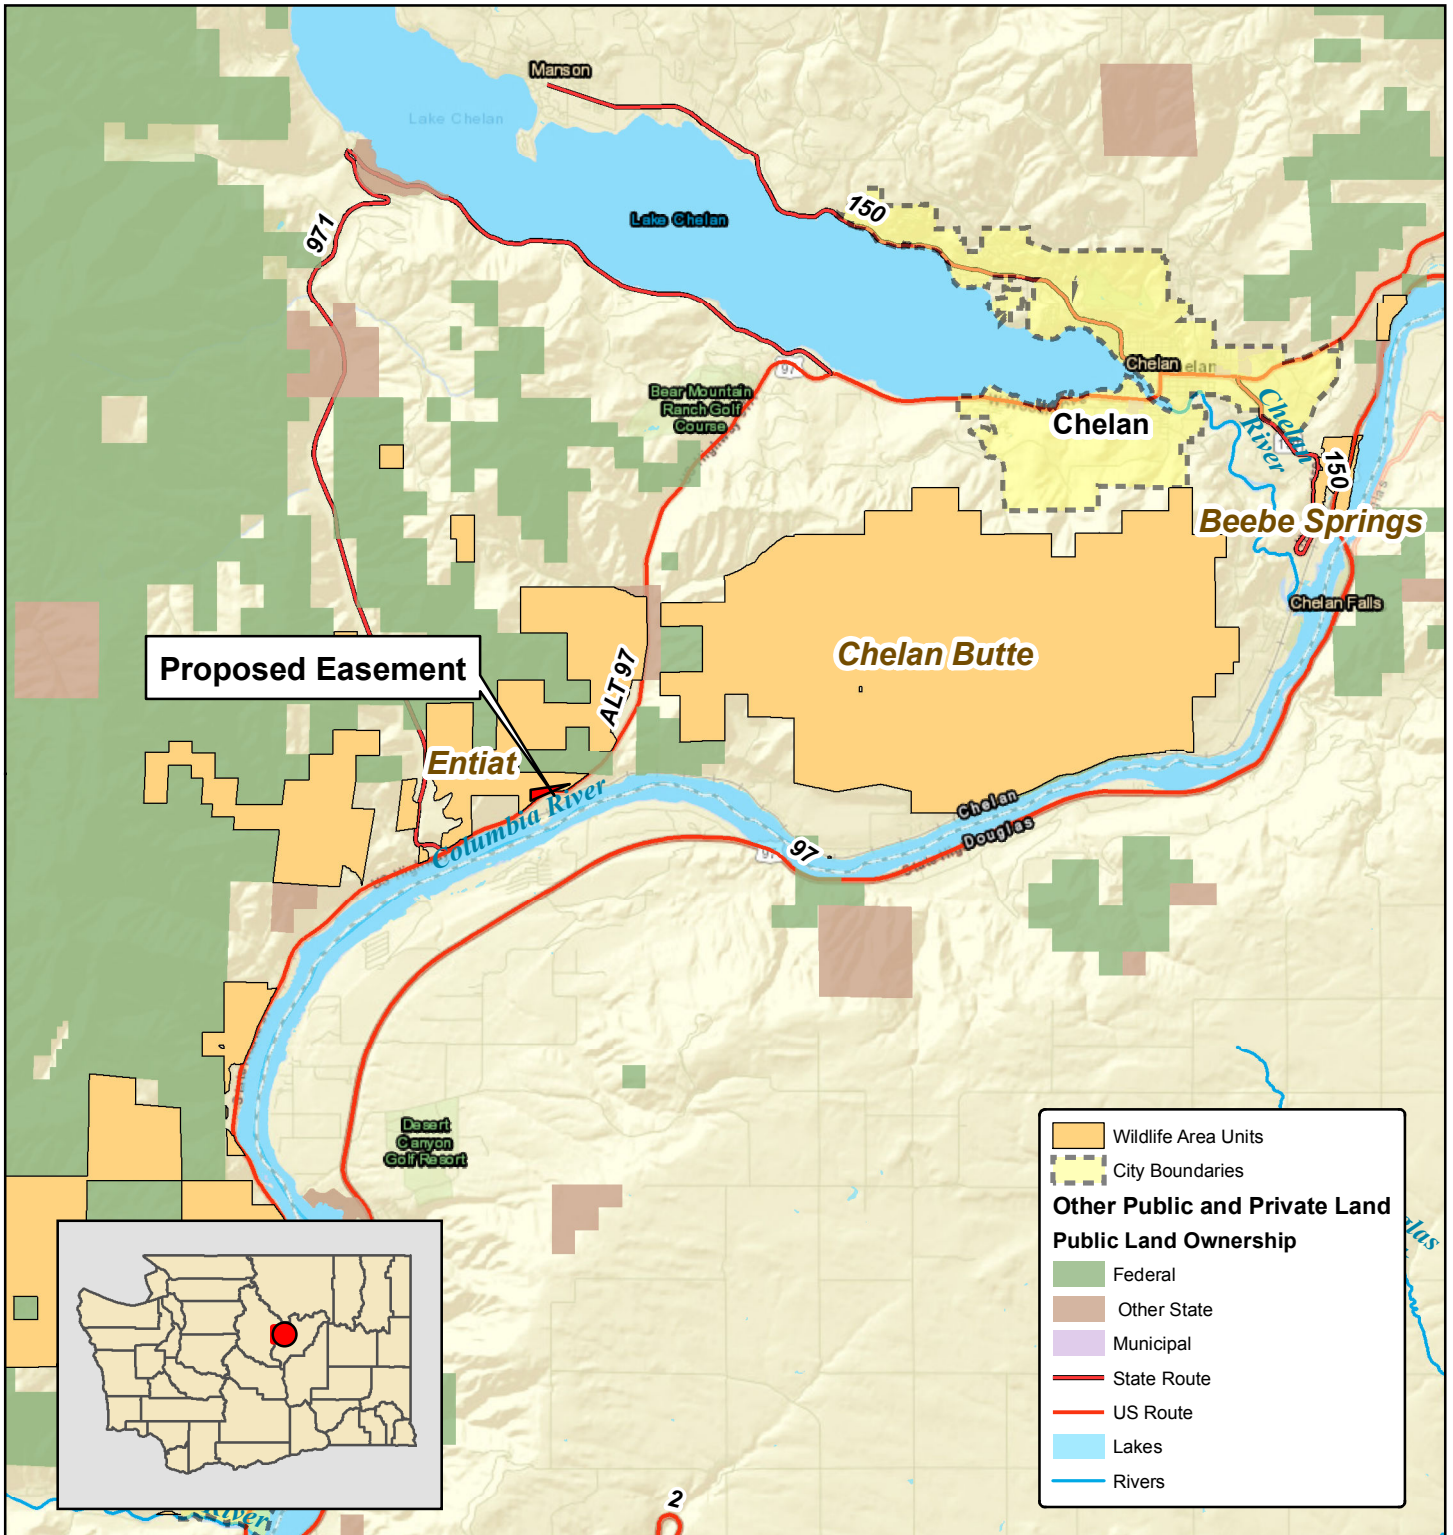 Manson
Lake Chelan
Lake Chelan
150
971
97
Chelan
Bear Mountain
Ranch Golf
Course
Chelan
Chelan
River
150
Beebe Springs
Chelan Falls
Chelan Butte
Proposed Easement
ALT 97
Entiat
Columbia River
Chelan
Douglas
97
97
Desert
Canyon
Golf Resort
Wildlife Area Units
City Boundaries
Other Public and Private Land
Public Land Ownership
Federal
Other State
Municipal
State Route
US Route
Lakes
Rivers
River
2